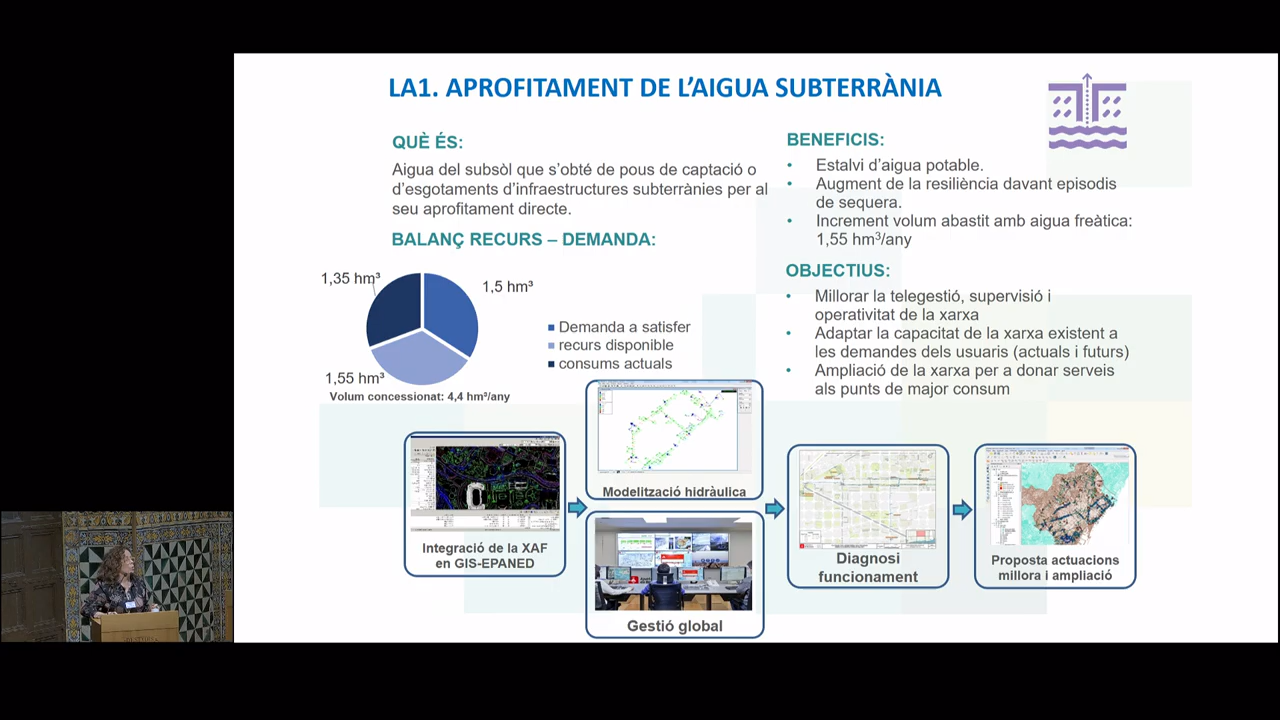 LA1. APROFITAMENT DE L'AIGUA SUBTERRÀNIA
QUÈ ÉS:
Aigua del subsòl que s'obté de pous de captació o
d'esgotaments d'infraestructures subterrànies per al
seu aprofitament directe.
BALANÇ RECURS – DEMANDA:
1,35 hm³
1,5 hm³
1,55 hm³
Demanda a satisfer
recurs disponible
consums actuals
Volum concessionat: 4,4 hm³/any
BENEFICIS:
• Estalvi d'aigua potable.
• Augment de la resiliència davant episodis
de sequera.
• Increment volum abastit amb aigua freàtica:
1,55 hm³/any
OBJECTIUS:
• Millorar la telegestió, supervisió i
operativitat de la xarxa
• Adaptar la capacitat de la xarxa existent a
les demandes dels usuaris (actuals i futurs)
• Ampliació de la xarxa per a donar serveis
als punts de major consum
Integració de la XAF
en GIS-EPANED
Modelització hidràulica
Gestió global
Diagnosi
funcionament
Proposta actuacions
millora i ampliació